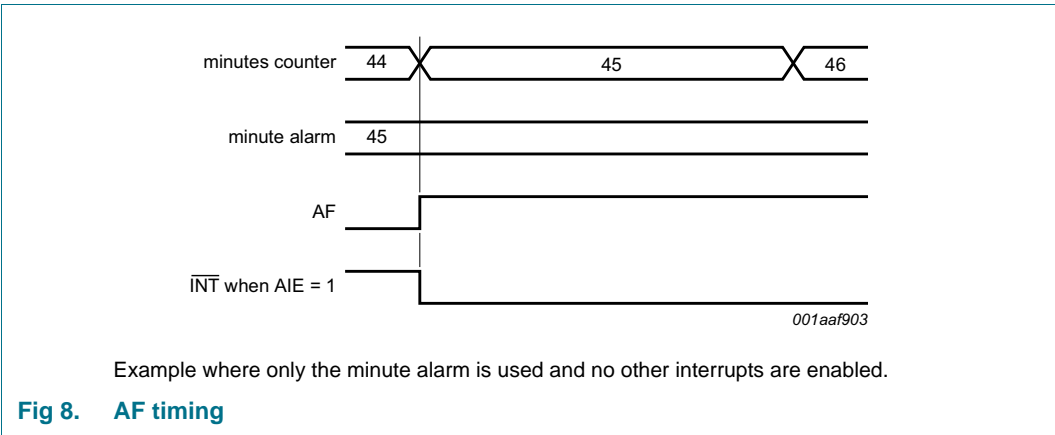 minutes counter 44 45 46
minute alarm 45
AF
INT when AIE = 1
001aaf903
Example where only the minute alarm is used and no other interrupts are enabled.
Fig 8. AF timing